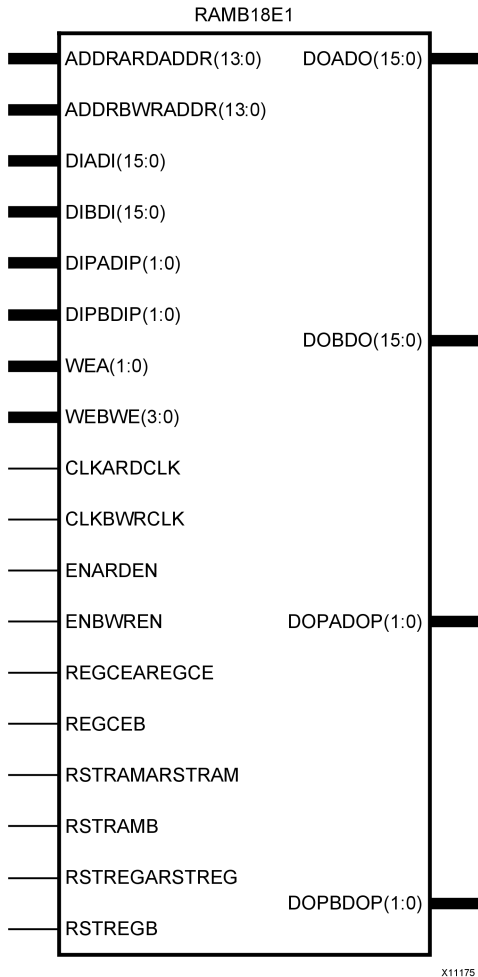 RAMB18E1
ADDRARDADDR(13:0) DOADO(15:0)
ADDRBWRADDR(13:0)
DIADI(15:0)
DIBDI(15:0)
DIPADIP(1:0)
DIPBDIP(1:0)
DOBDO(15:0)
WEA(1:0)
WEBWE(3:0)
CLKARDCLK
CLKBWRCLK
ENARDEN
ENBWREN DOPADOP(1:0)
REGCEAREGCE
REGCEB
RSTRAMARSTRAM
RSTRAMB
RSTREGARSTREG
DOPBDOP(1:0)
RSTREGB
X11175